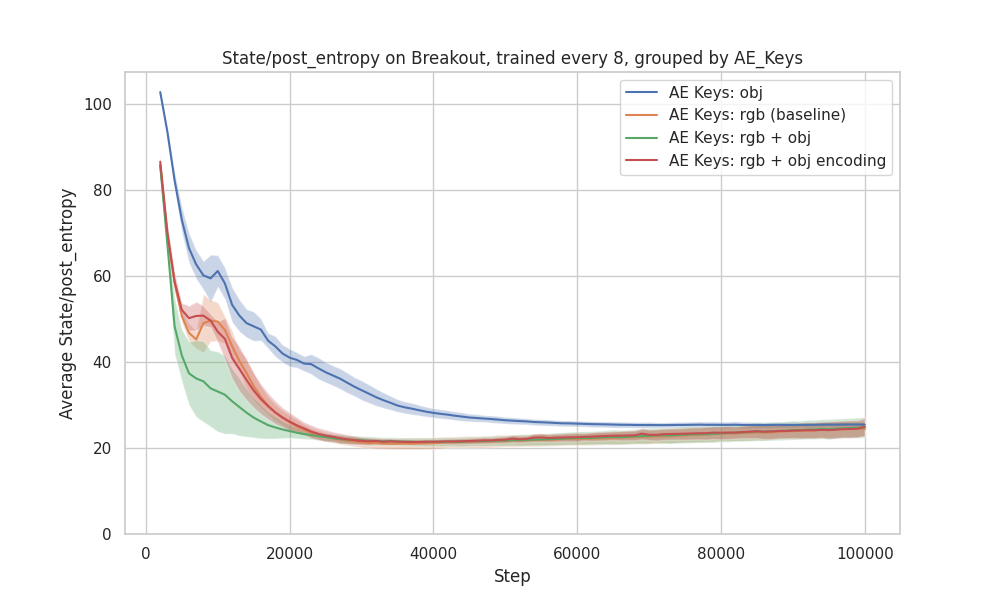 State/post_entropy on Breakout, trained every 8, grouped by AE_Keys
AE Keys: obj
AE Keys: rgb (baseline)
AE Keys: rgb + obj
AE Keys: rgb + obj encoding
Average State/post_entropy
100
80
60
40
20
0
0 20000 40000 60000 80000 100000
Step